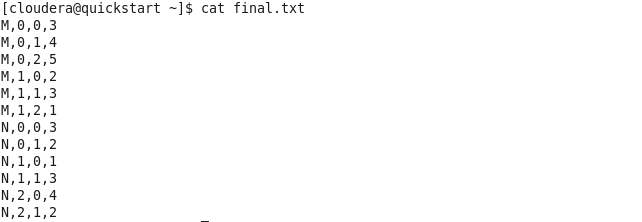 [cloudera@quickstart ~]$ cat final.txt
M,0,0,3
M,0,1,4
M,0,2,5
M,1,0,2
M,1,1,3
M,1,2,1
N,0,0,3
N,0,1,2
N,1,0,1
N,1,1,3
N,2,0,4
N,2,1,2